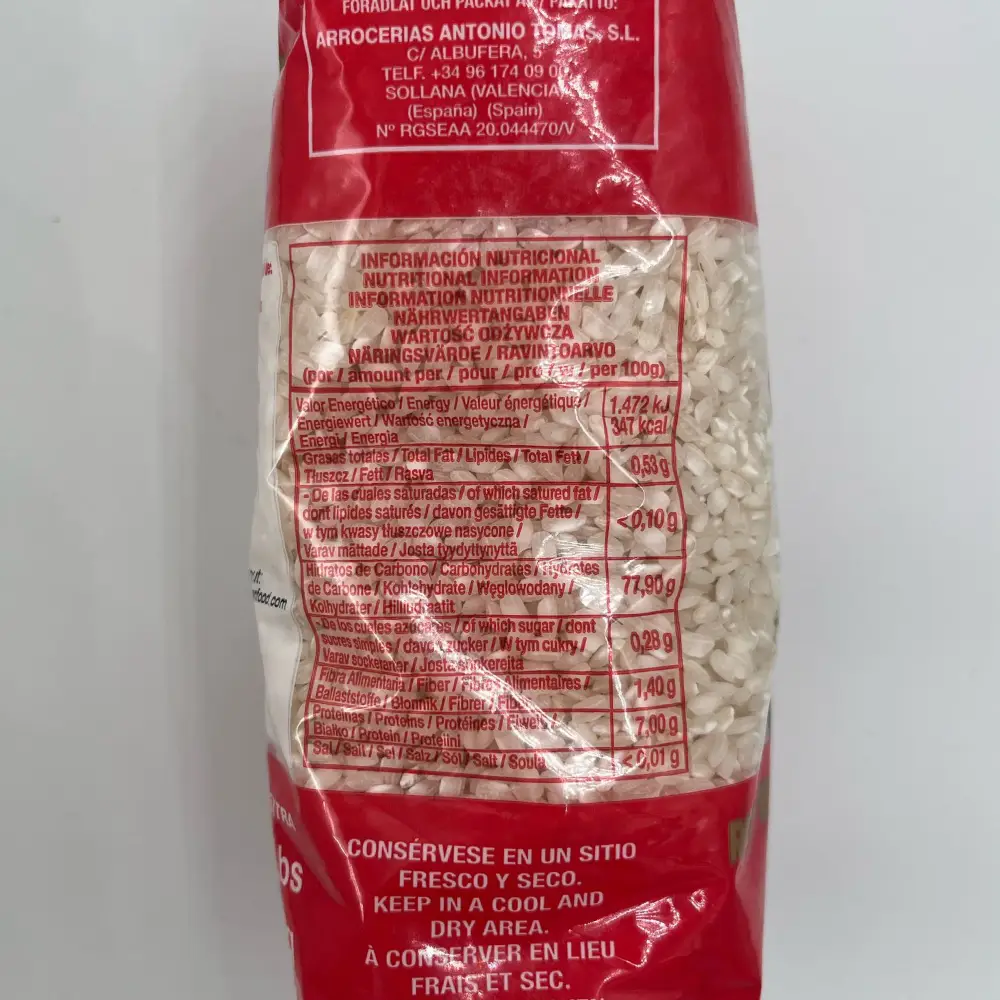 FÖRÄDLAT OCH PACKAT AV / PAKATTU:
ARROCERIAS ANTONIO TOMAS, S.L.
C/ ALBUFERA, 5
TELF. +34 96 174 09 00
SOLLANA (VALENCIA)
(España) (Spain)
Nº RGSEAA 20.044470/V
INFORMACIÓN NUTRICIONAL
NUTRITIONAL INFORMATION
INFORMATION NUTRITIONNELLE
NÄHRWERTANGABEN
WARTOŚĆ ODŻYWCZA
NÄRINGSVÄRDE / RAVINTOARVO
(por / amount per / pour / pro / w / per 100g)
Valor Energético / Energy / Valeur énergétique /
Energiewert / Wartość energetyczna /
Energi / Energia
1.472 kJ
347 kcal
Grasas totales / Total Fat / Lipides / Total Fett /
Tłuszcz / Fett / Rasva
0,53 g
- De las cuales saturadas / of which satured fat /
dont lipides saturés / davon gesättigte Fette /
w tym kwasy tłuszczowe nasycone /
Varav mättade / Josta tyydyttynyttä
<0,10 g
Hidratos de Carbono / Carbohydrates / Hydrates
de Carbone / Kohlehydrate / Węglowodany /
Kolhydrater / Hiilihydraatit
77,90 g
- De los cuales azúcares / of which sugar / dont
sucres simples / davon zucker / W tym cukry /
Varav sockerarter / Josta sokereita
0,28 g
Fibra Alimentaria / Fiber / Fibres Alimentaires /
Ballaststoffe / Błonnik / Fibrer /
1,40 g
Proteinas / Proteins / Protéines / Eiweiß /
Białko / Protein / Proteiini
7,00 g
Sal / Salt / Sel / Salz / Sól / Salt / Suola
< 0,01 g
CONSÉRVESE EN UN SITIO
FRESCO Y SECO.
KEEP IN A COOL AND
DRY AREA.
À CONSERVER EN LIEU
FRAIS ET SEC.